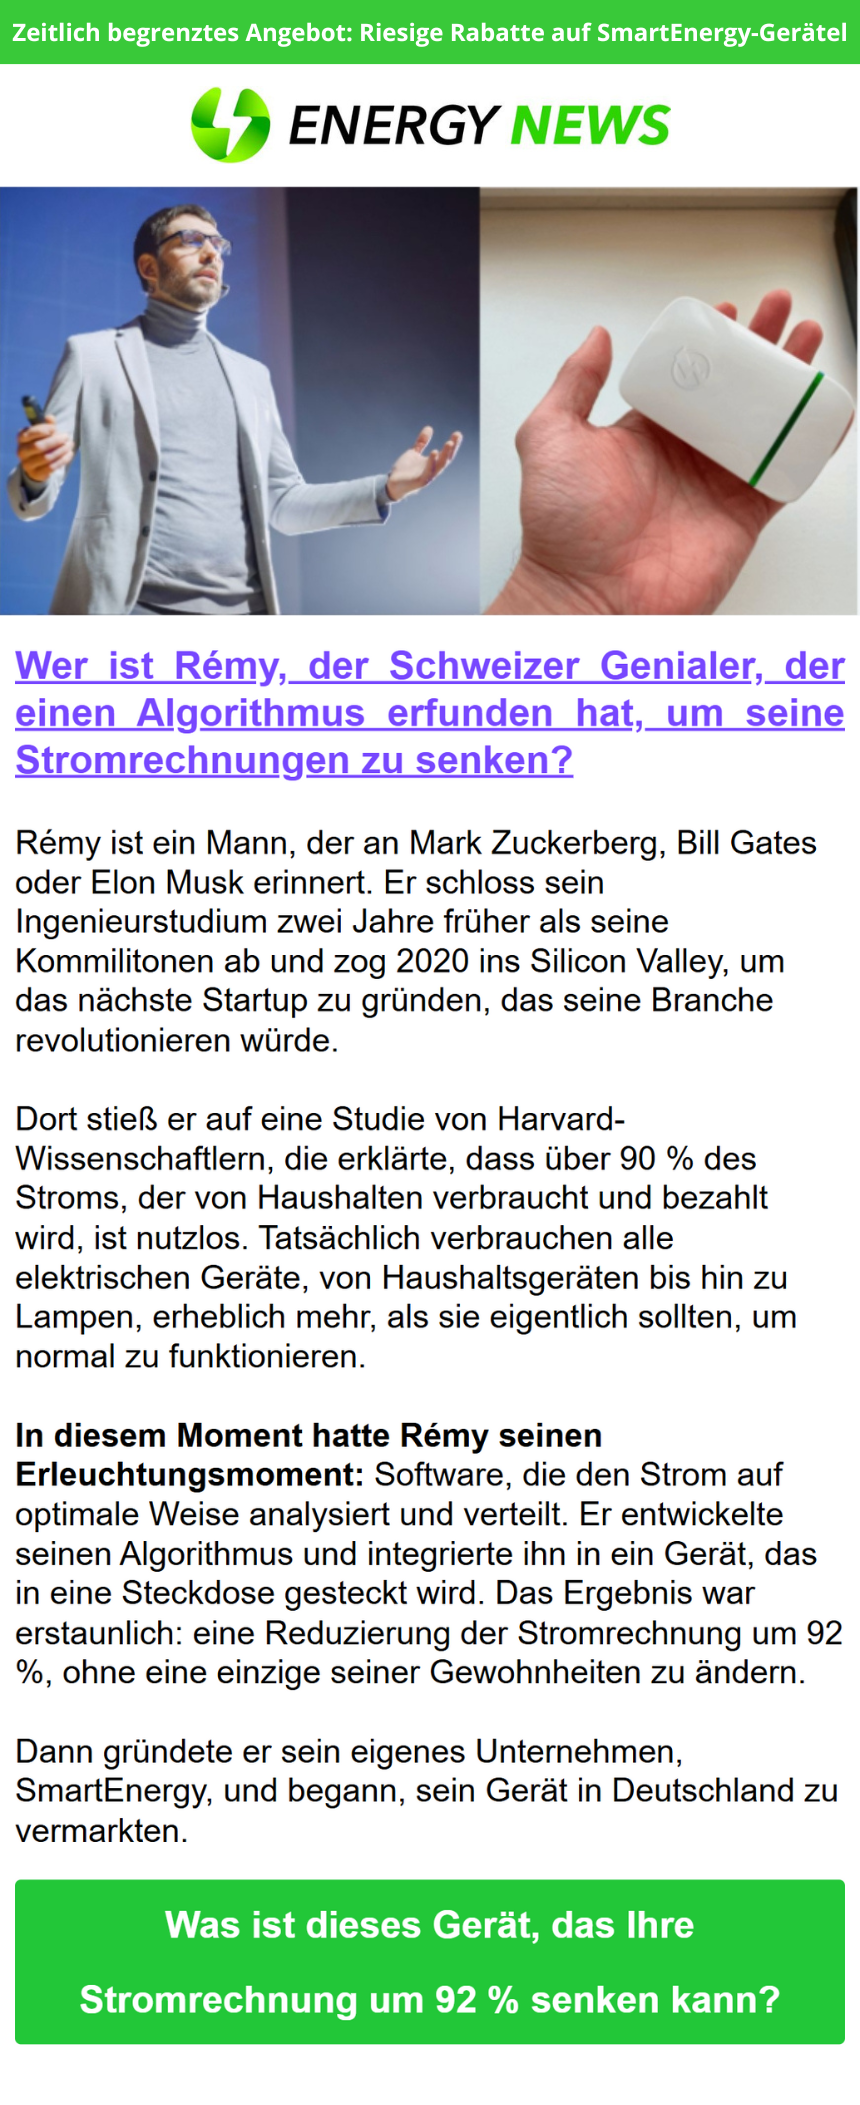 Zeitlich begrenztes Angebot: Riesige Rabatte auf SmartEnergy-Gerätel
ENERGY NEWS
Wer ist Rémy, der Schweizer Genialer, der
einen Algorithmus erfunden hat, um seine
Stromrechnungen zu senken?
Rémy ist ein Mann, der an Mark Zuckerberg, Bill Gates
oder Elon Musk erinnert. Er schloss sein
Ingenieurstudium zwei Jahre früher als seine
Kommilitonen ab und zog 2020 ins Silicon Valley, um
das nächste Startup zu gründen, das seine Branche
revolutionieren würde.
Dort stieß er auf eine Studie von Harvard-
Wissenschaftlern, die erklärte, dass über 90 % des
Stroms, der von Haushalten verbraucht und bezahlt
wird, ist nutzlos. Tatsächlich verbrauchen alle
elektrischen Geräte, von Haushaltsgeräten bis hin zu
Lampen, erheblich mehr, als sie eigentlich sollten, um
normal zu funktionieren.
In diesem Moment hatte Rémy seinen
Erleuchtungsmoment: Software, die den Strom auf
optimale Weise analysiert und verteilt. Er entwickelte
seinen Algorithmus und integrierte ihn in ein Gerät, das
in eine Steckdose gesteckt wird. Das Ergebnis war
erstaunlich: eine Reduzierung der Stromrechnung um 92
%, ohne eine einzige seiner Gewohnheiten zu ändern.
Dann gründete er sein eigenes Unternehmen,
SmartEnergy, und begann, sein Gerät in Deutschland zu
vermarkten.
Was ist dieses Gerät, das Ihre
Stromrechnung um 92 % senken kann?